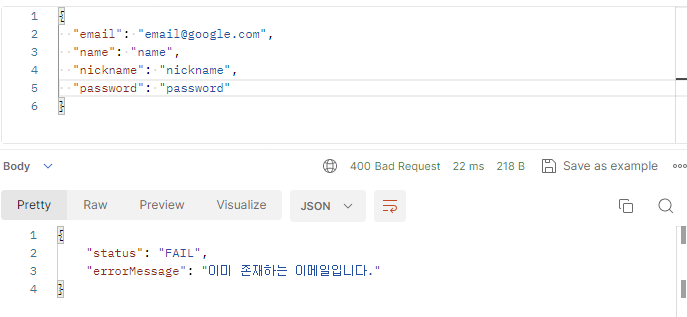 1 {
2 "email": "email@google.com",
3 "name": "name",
4 "nickname": "nickname",
5 "password": "password"
6 }
Body 400 Bad Request 22 ms 218 B Save as example
Pretty Raw Preview Visualize JSON
1 {
2 "status": "FAIL",
3 "errorMessage": "이미 존재하는 이메일입니다."
4 }